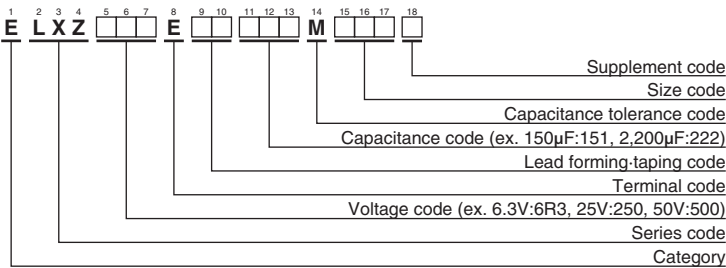 1 2 3 4 5 6 7 8 9 10 11 12 13 14 15 16 17 18
E L X Z □□□ E □□ □□□ M □□□ □
Supplement code
Size code
Capacitance tolerance code
Capacitance code (ex. 150µF:151, 2,200µF:222)
Lead forming·taping code
Terminal code
Voltage code (ex. 6.3V:6R3, 25V:250, 50V:500)
Series code
Category